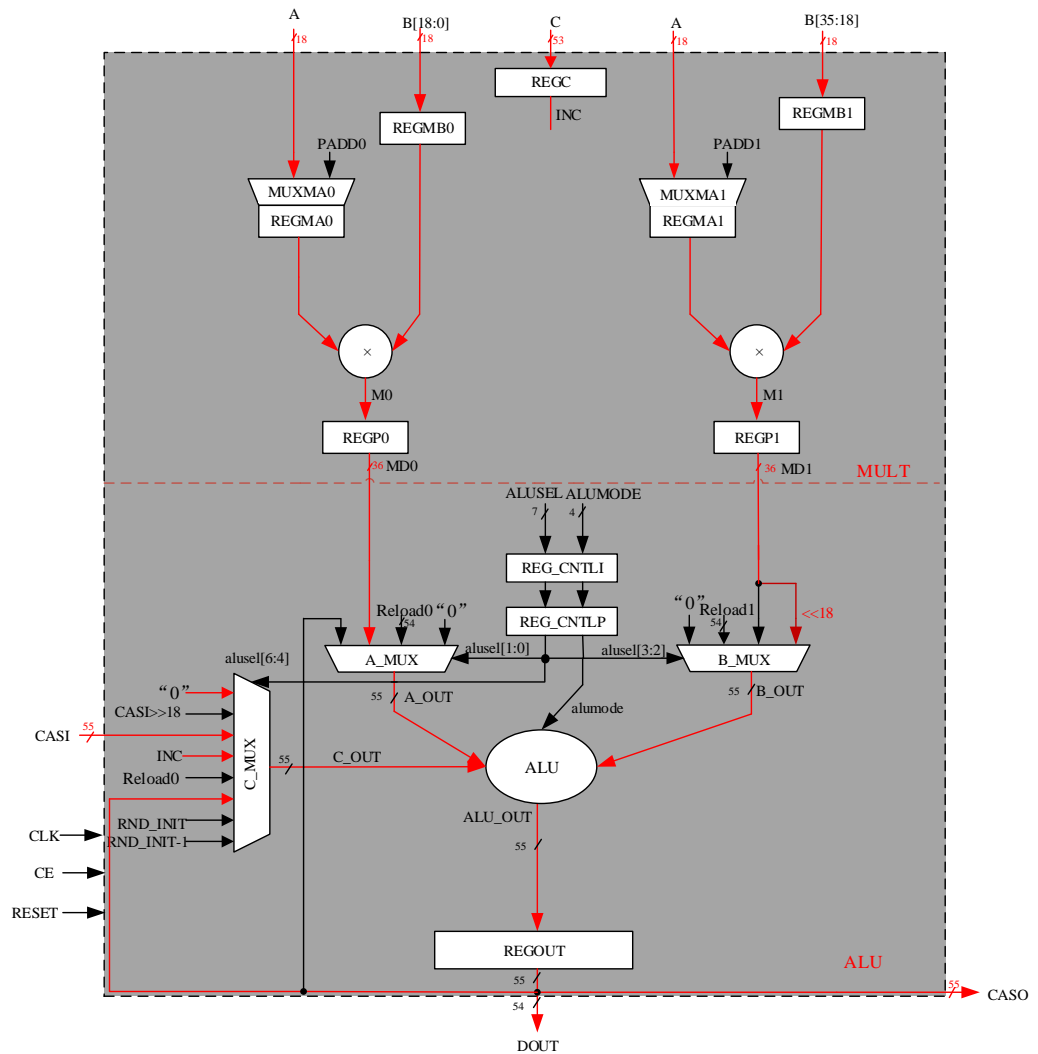 A
B[18:0]
C
A
B[35:18]
18
18
53
18
18
REGC
INC
REGMB0
REGMB1
PADD0
PADD1
MUXMA0
REGMA0
MUXMA1
REGMA1
×
×
M0
M1
REGP0
REGP1
36 MD0
36 MD1
MULT
ALUSEL ALUMODE
7
4
REG_CNTLI
REG_CNTLP
Reload0 “0”
54
“0” Reload1
54
<<18
A_MUX
alusel[1:0]
alusel[3:2]
B_MUX
alusel[6:4]
55
A_OUT
55
B_OUT
alumode
“0”
CASI>>18
CASI
55
INC
Reload0
RND_INIT
RND_INIT-1
C_MUX
55
C_OUT
ALU
CLK
CE
RESET
ALU_OUT
55
REGOUT
ALU
55
54
55
CASO
DOUT